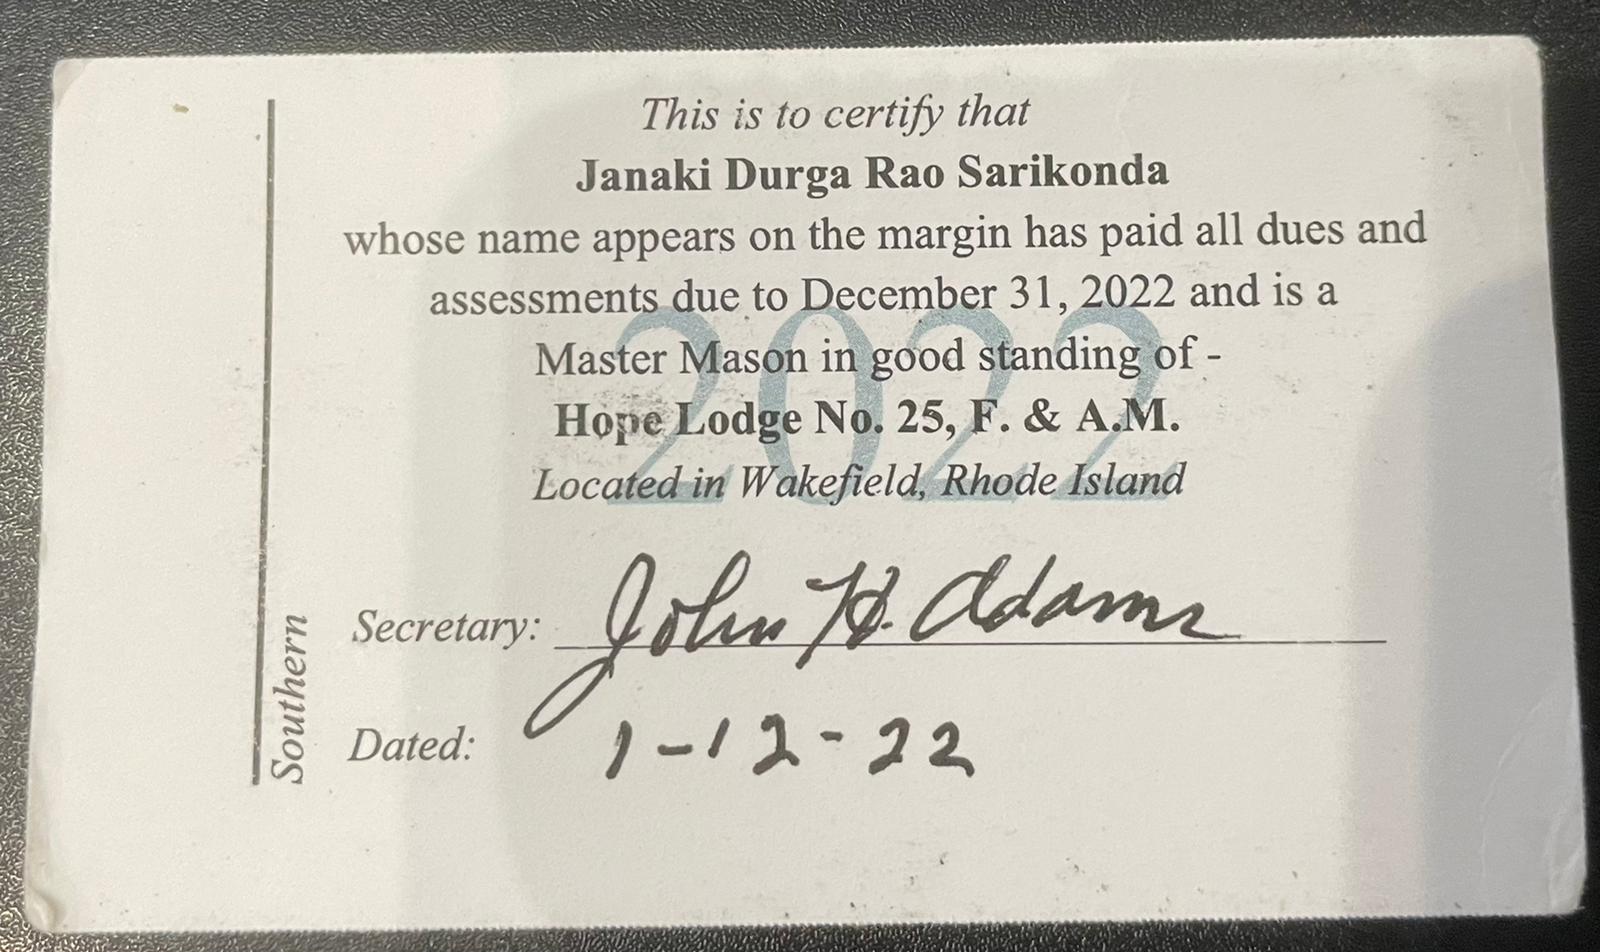 This is to certify that
Janaki Durga Rao Sarikonda
whose name appears on the margin has paid all dues and
assessments due to December 31, 2022 and is a
Master Mason in good standing of -
Hope Lodge No. 25, F. & A.M.
Located in Wakefield, Rhode Island
2022
Secretary: John H. Adams
Dated: 1-12-22
Southern